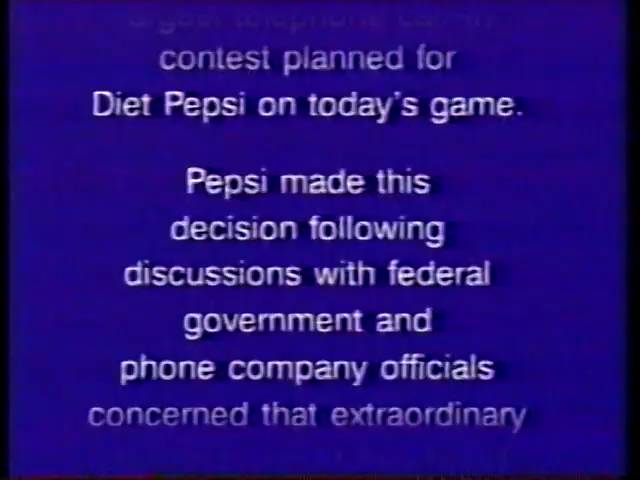 contest planned for
Diet Pepsi on today's game.
Pepsi made this
decision following
discussions with federal
government and
phone company officials
concerned that extraordinary